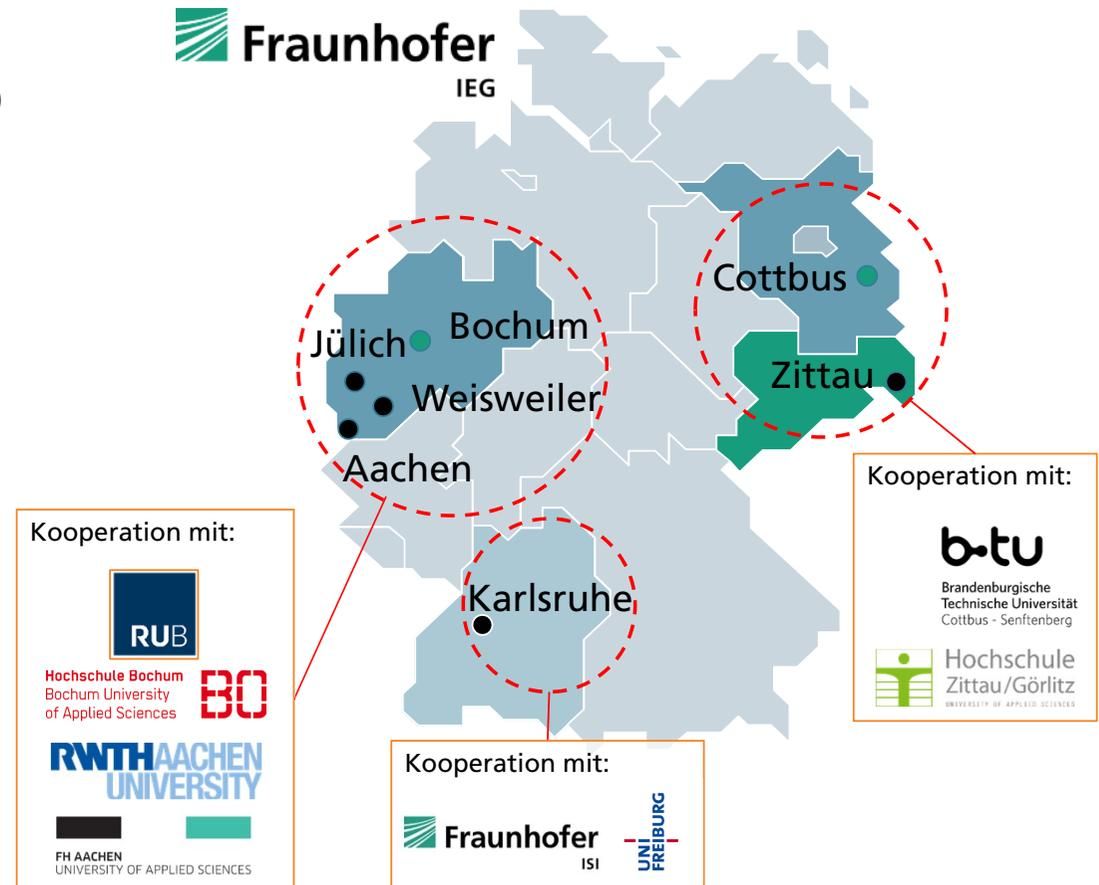 Fraunhofer
IEG
Cottbus
Bochum
Jülich
Zittau
Weisweiler
Aachen
Karlsruhe
Kooperation mit:
RUB
Hochschule Bochum
Bochum University
of Applied Sciences
BO
RWTHAACHEN
UNIVERSITY
FH AACHEN
UNIVERSITY OF APPLIED SCIENCES
Kooperation mit:
Fraunhofer
ISI
UNI
FREIBURG
Kooperation mit:
b-tu
Brandenburgische
Technische Universität
Cottbus - Senftenberg
Hochschule
Zittau/Görlitz
UNIVERSITY OF APPLIED SCIENCES